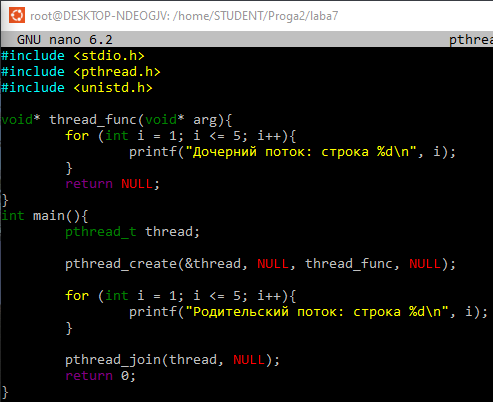 root@DESKTOP-NDEOGJV: /home/STUDENT/Proga2/laba7
GNU nano 6.2 pthrea
#include <stdio.h>
#include <pthread.h>
#include <unistd.h>
void* thread_func(void* arg){
for (int i = 1; i <= 5; i++){
printf("Дочерний поток: строка %d\n", i);
}
return NULL;
}
int main(){
pthread_t thread;
pthread_create(&thread, NULL, thread_func, NULL);
for (int i = 1; i <= 5; i++){
printf("Родительский поток: строка %d\n", i);
}
pthread_join(thread, NULL);
return 0;
}